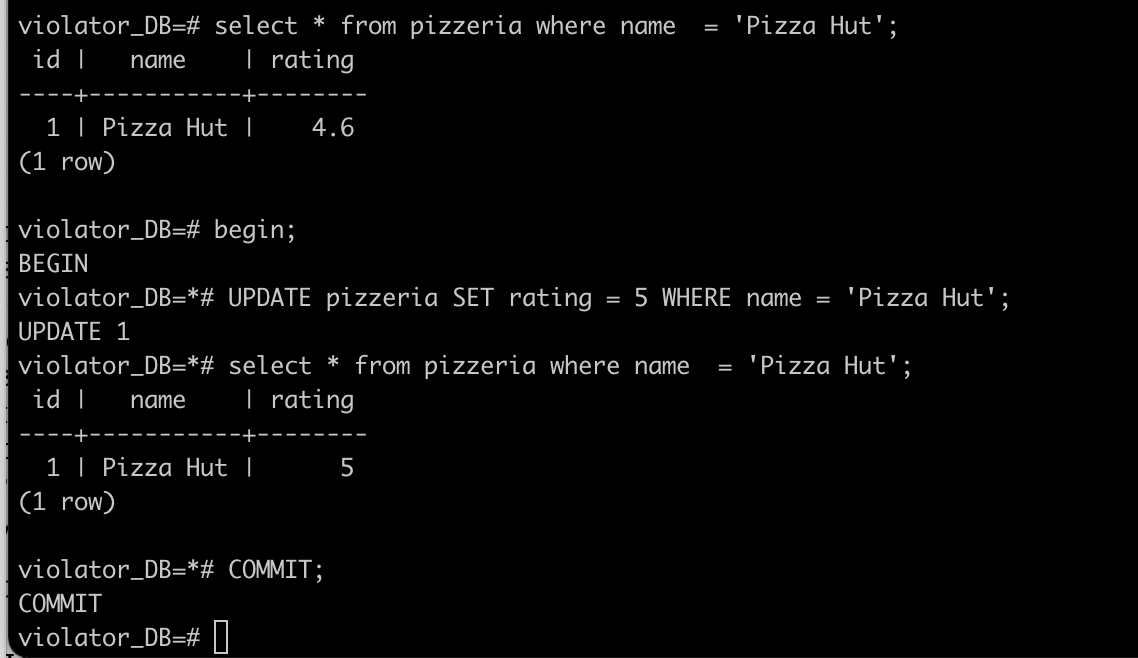 violator_DB=# select * from pizzeria where name  = 'Pizza Hut';
 id |   name    | rating
----+-----------+--------
  1 | Pizza Hut |    4.6
(1 row)

violator_DB=# begin;
BEGIN
violator_DB=*# UPDATE pizzeria SET rating = 5 WHERE name = 'Pizza Hut';
UPDATE 1
violator_DB=*# select * from pizzeria where name  = 'Pizza Hut';
 id |   name    | rating
----+-----------+--------
  1 | Pizza Hut |      5
(1 row)

violator_DB=*# COMMIT;
COMMIT
violator_DB=#